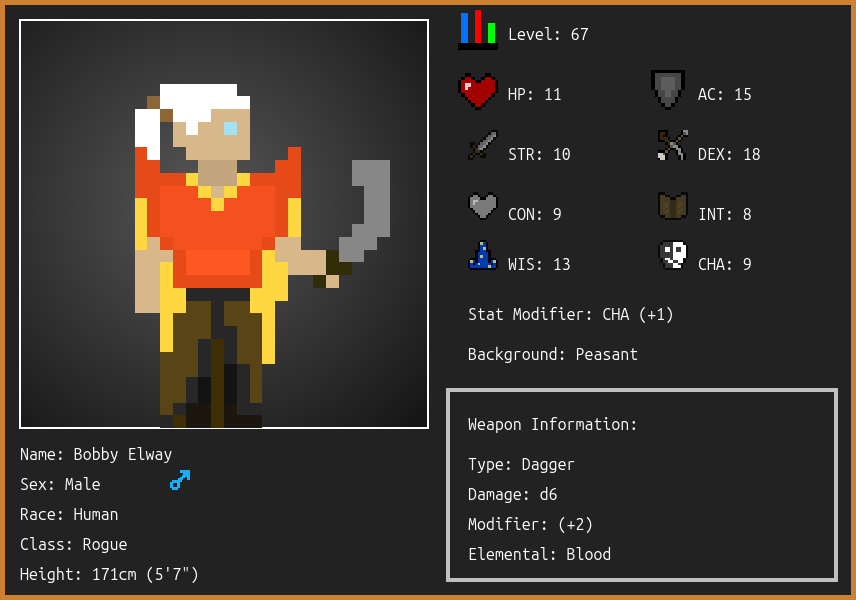 Level: 67
HP: 11
AC: 15
STR: 10
DEX: 18
CON: 9
INT: 8
WIS: 13
CHA: 9
Stat Modifier: CHA (+1)
Background: Peasant
Weapon Information:
Type: Dagger
Damage: d6
Modifier: (+2)
Elemental: Blood
Name: Bobby Elway
Sex: Male
Race: Human
Class: Rogue
Height: 171cm (5'7")